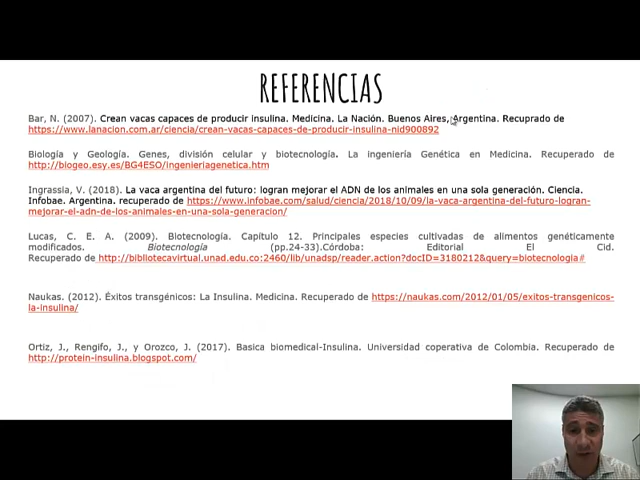 REFERENCIAS
Bar, N. (2007). Crean vacas capaces de producir insulina. Medicina. La Nación. Buenos Aires, Argentina. Recuprado de
https://www.lanacion.com.ar/ciencia/crean-vacas-capaces-de-producir-insulina-nid900892
Biología y Geología. Genes, división celular y biotecnología. La ingeniería Genética en Medicina. Recuperado de
http://biogeo.esy.es/BG4ESO/ingenieriagenetica.htm
Ingrassia, V. (2018). La vaca argentina del futuro: logran mejorar el ADN de los animales en una sola generación. Ciencia.
Infobae. Argentina. recuperado de https://www.infobae.com/salud/ciencia/2018/10/09/la-vaca-argentina-del-futuro-logran-
mejorar-el-adn-de-los-animales-en-una-sola-generacion/
Lucas, C. E. A. (2009). Biotecnología. Capítulo 12. Principales especies cultivadas de alimentos genéticamente
modificados. Biotecnología (pp.24-33).Córdoba: Editorial El Cid.
Recuperado de http://bibliotecavirtual.unad.edu.co:2460/lib/unadsp/reader.action?docID=3180212&query=biotecnologia#
Naukas. (2012). Éxitos transgénicos: La Insulina. Medicina. Recuperado de https://naukas.com/2012/01/05/exitos-transgenicos-
la-insulina/
Ortiz, J., Rengifo, J., y Orozco, J. (2017). Basica biomedical-Insulina. Universidad coperativa de Colombia. Recuperado de
http://protein-insulina.blogspot.com/